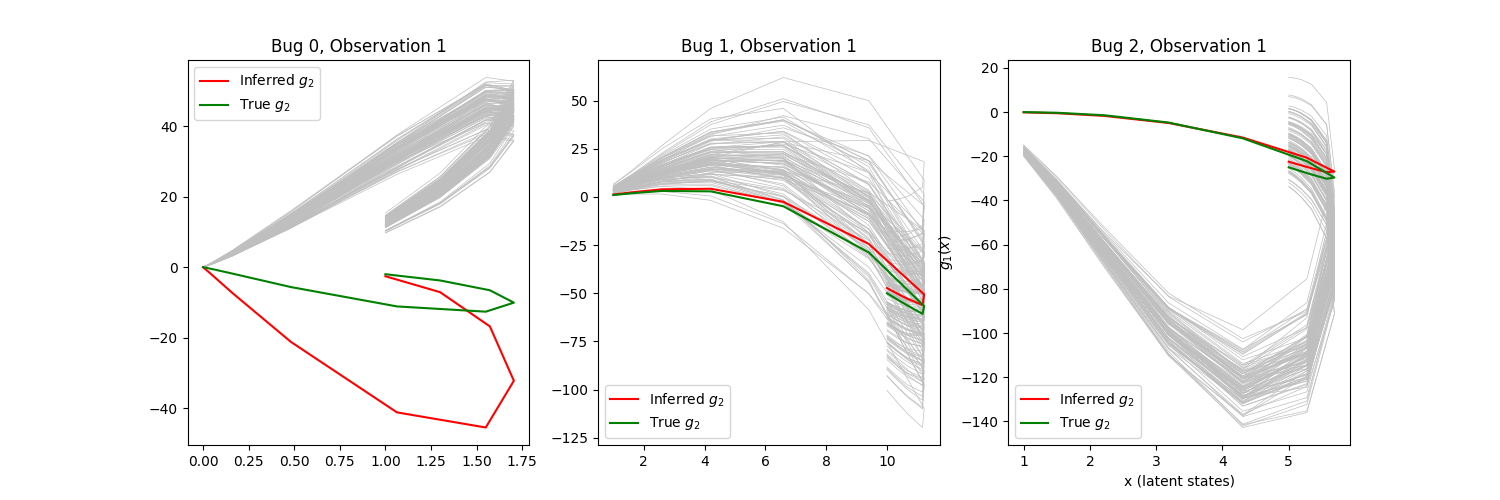 Bug 0, Observation 1
Inferred g₂
True g₂
40
20
0
−20
−40
0.00 0.25 0.50 0.75 1.00 1.25 1.50 1.75
Bug 1, Observation 1
50
25
0
−25
−50
−75
−100
−125
Inferred g₂
True g₂
2 4 6 8 10
Bug 2, Observation 1
g₁(x)
20
0
−20
−40
−60
−80
−100
−120
−140
Inferred g₂
True g₂
1 2 3 4 5
x (latent states)